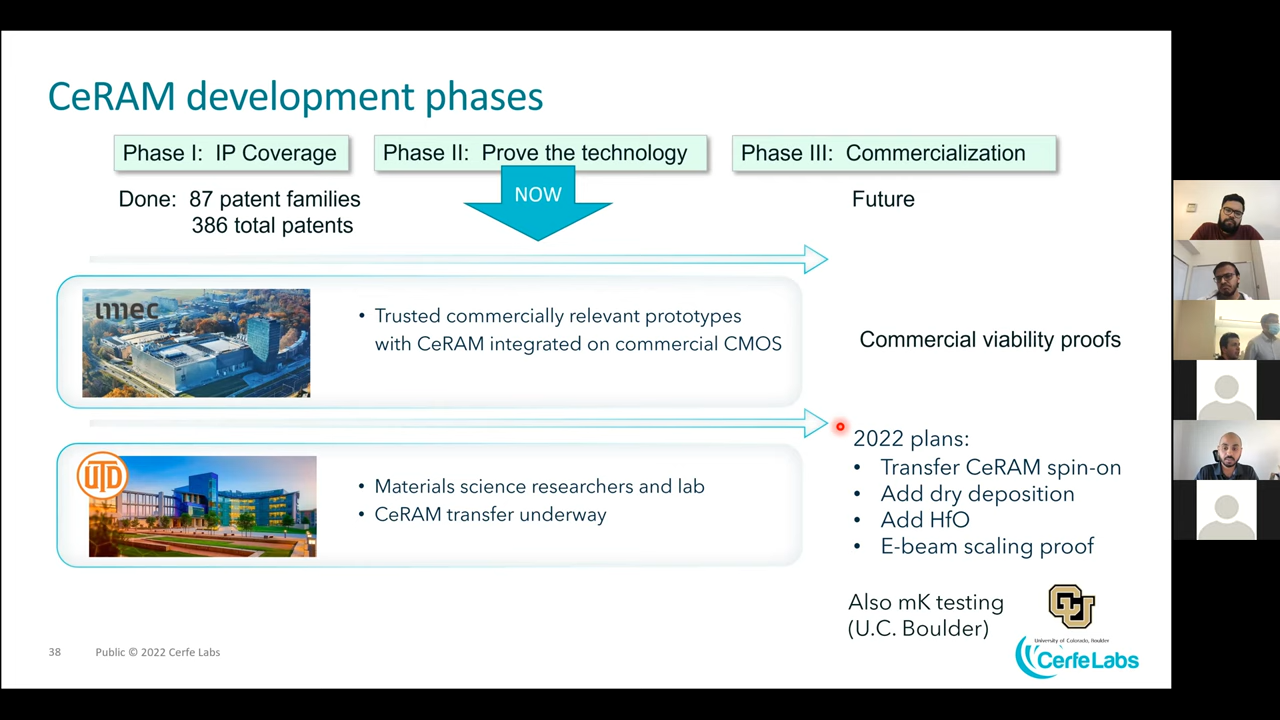 CeRAM development phases
Phase I: IP Coverage
Phase II: Prove the technology
Phase III: Commercialization
Done: 87 patent families
386 total patents
NOW
Future
imec
• Trusted commercially relevant prototypes
with CeRAM integrated on commercial CMOS
Commercial viability proofs
UTD
• Materials science researchers and lab
• CeRAM transfer underway
2022 plans:
• Transfer CeRAM spin-on
• Add dry deposition
• Add HfO
• E-beam scaling proof
Also mK testing
(U.C. Boulder)
CU
University of Colorado, Boulder
CerfeLabs
38 Public © 2022 Cerfe Labs